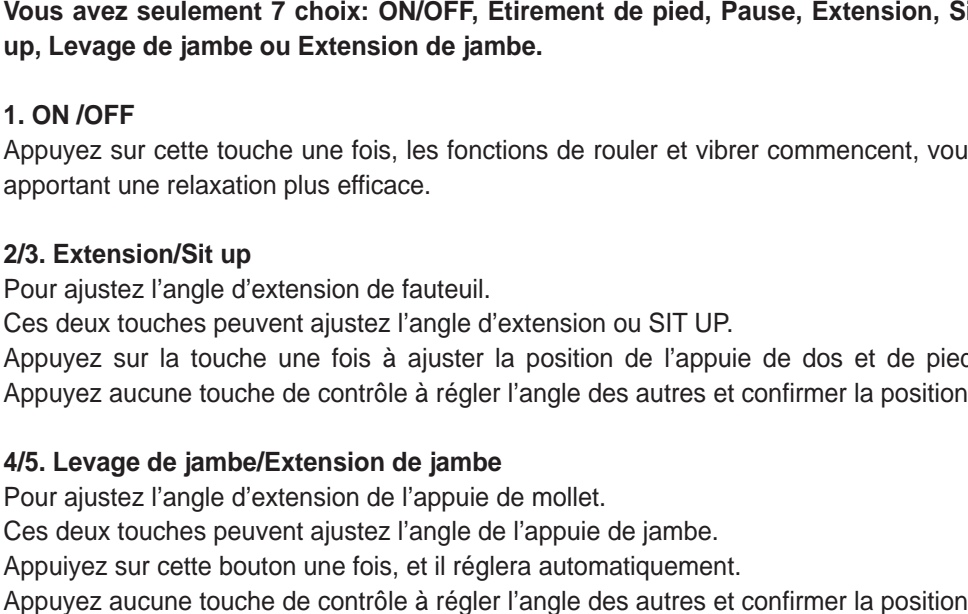 Vous avez seulement 7 choix: ON/OFF, Etirement de pied, Pause, Extension, Si
up, Levage de jambe ou Extension de jambe.
1. ON /OFF
Appuyez sur cette touche une fois, les fonctions de rouler et vibrer commencent, vou
apportant une relaxation plus efficace.
2/3. Extension/Sit up
Pour ajustez l’angle d’extension de fauteuil.
Ces deux touches peuvent ajustez l’angle d’extension ou SIT UP.
Appuyez sur la touche une fois à ajuster la position de l’appuie de dos et de pied
Appuyez aucune touche de contrôle à régler l’angle des autres et confirmer la position
4/5. Levage de jambe/Extension de jambe
Pour ajustez l’angle d’extension de l’appuie de mollet.
Ces deux touches peuvent ajustez l’angle de l’appuie de jambe.
Appuiyez sur cette bouton une fois, et il réglera automatiquement.
Appuyez aucune touche de contrôle à régler l’angle des autres et confirmer la position